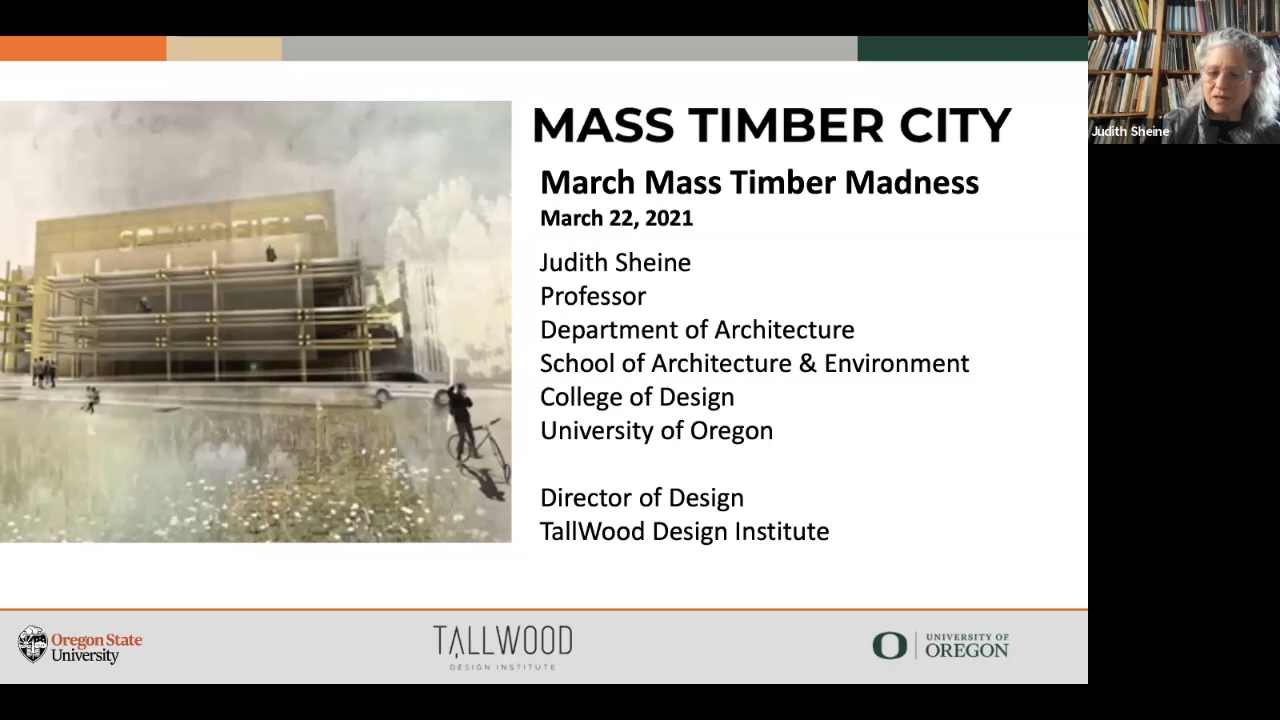 MASS TIMBER CITY
March Mass Timber Madness
March 22, 2021
Judith Sheine
Professor
Department of Architecture
School of Architecture & Environment
College of Design
University of Oregon
Director of Design
TallWood Design Institute
SPRINGFIELD
Judith Sheine
Oregon State
University
TALLWOOD
DESIGN INSTITUTE
O
UNIVERSITY OF
OREGON